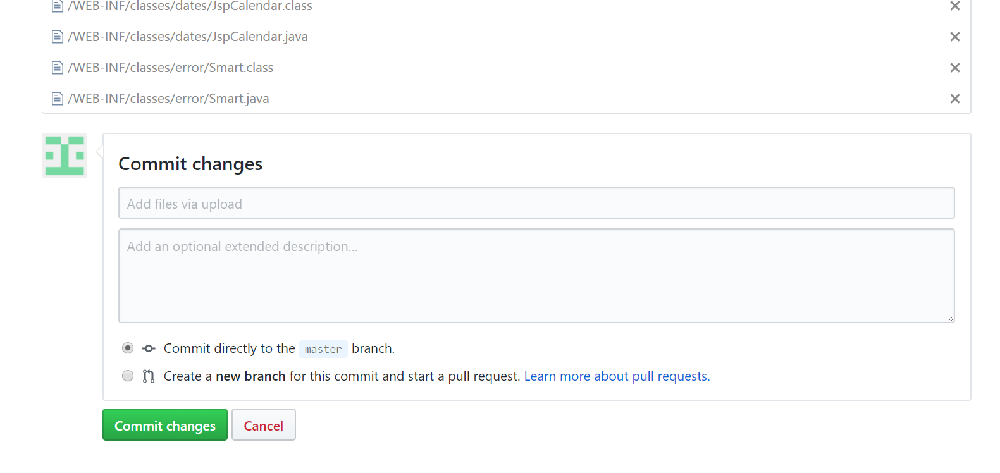 /WEB-INF/classes/dates/JspCalendar.class
/WEB-INF/classes/dates/JspCalendar.java
/WEB-INF/classes/error/Smart.class
/WEB-INF/classes/error/Smart.java
Commit changes
Add files via upload
Add an optional extended description...
Commit directly to the master branch.
Create a new branch for this commit and start a pull request. Learn more about pull requests.
Commit changes Cancel